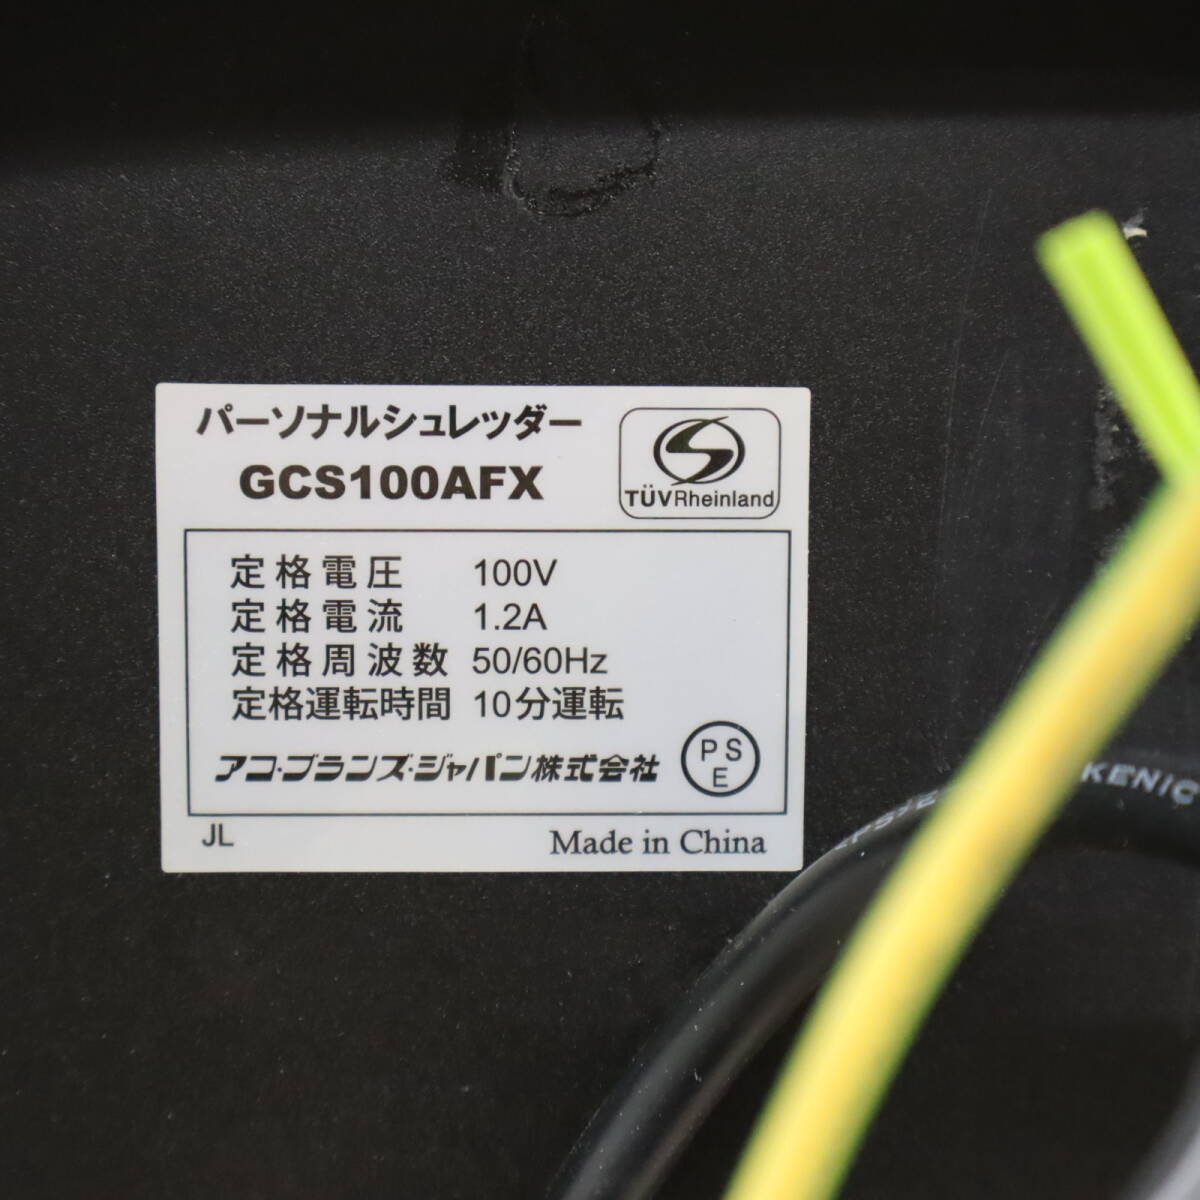 パーソナルシュレッダー
GCS100AFX
TÜVRheinland
定格電圧 100V
定格電流 1.2A
定格周波数 50/60Hz
定格運転時間 10分運転
アコ・ブランズ・ジャパン株式会社
PS
E
JL
Made in China
KENIC